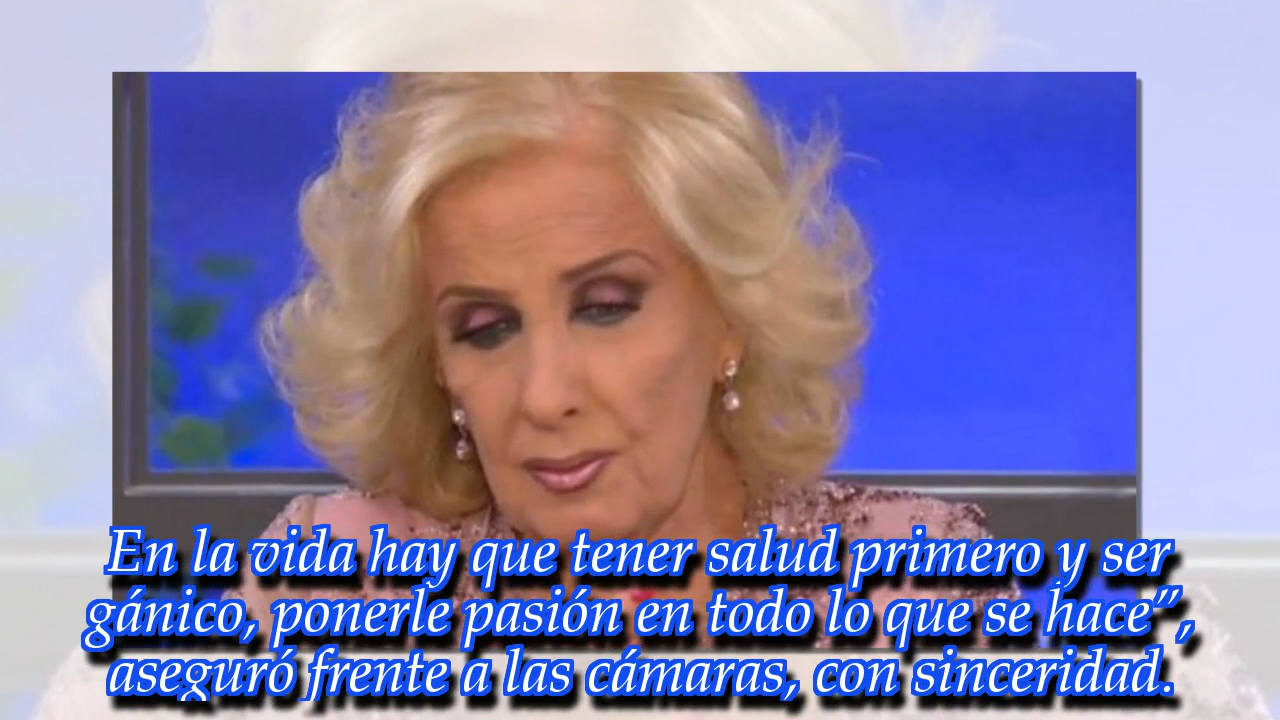 En la vida hay que tener salud primero y ser
gánico, ponerle pasión en todo lo que se hace”,
aseguró frente a las cámaras, con sinceridad.